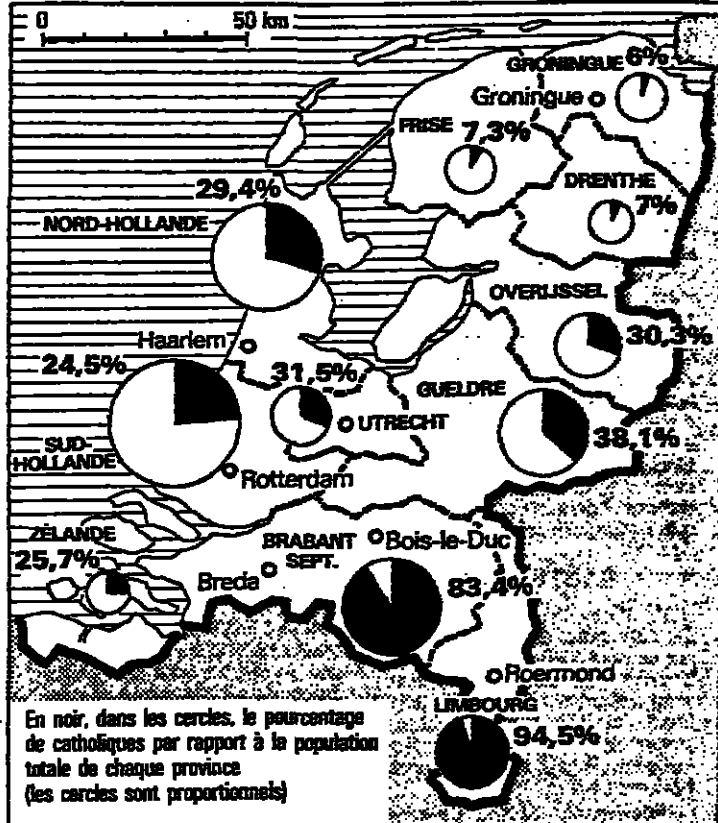 0 50 km
GRONINGUE 6%
Groningue
FRISE 7,3%
DRENTHE
7%
29,4%
NORD-HOLLANDE
OVERIJSSEL
30,3%
Haarlem
24,5%
31,5%
GUELDRE
UTRECHT
38,1%
SUD-
HOLLANDE
Rotterdam
ZÉLANDE
25,7%
BRABANT
SEPT.
Bois-le-Duc
Breda
83,4%
Roermond
LIMBOURG
94,5%
En noir, dans les cercles, le pourcentage
de catholiques par rapport à la population
totale de chaque province
(les cercles sont proportionnels)